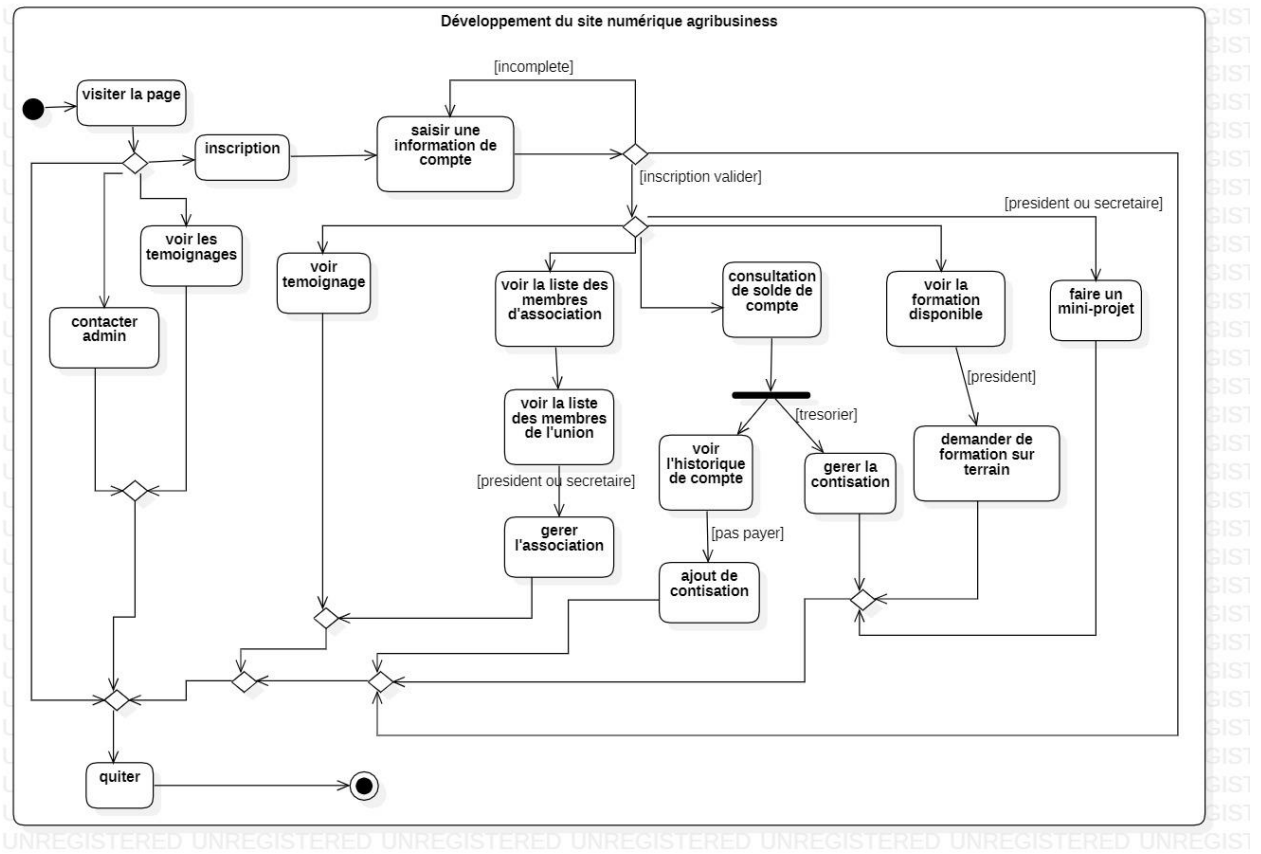 Développement du site numérique agribusiness
[incomplete]
visiter la page
saisir une
information de
compte
inscription
[inscription valider]
[president ou secretaire]
voir les
temoignages
voir
temoignage
voir la liste des
membres
d'association
consultation
de solde de
compte
voir la
formation
disponible
faire un
mini-projet
contacter
admin
[president]
voir la liste
des membres
de l'union
[tresorier]
demander de
formation sur
terrain
voir
l'historique
de compte
gerer la
contisation
[president ou secretaire]
gerer
l'association
[pas payer]
ajout de
contisation
quiter
UNREGISTERED UNREGISTERED UNREGISTERED UNREGISTERED UNREGISTERED UNREGISTERED UNREGIST